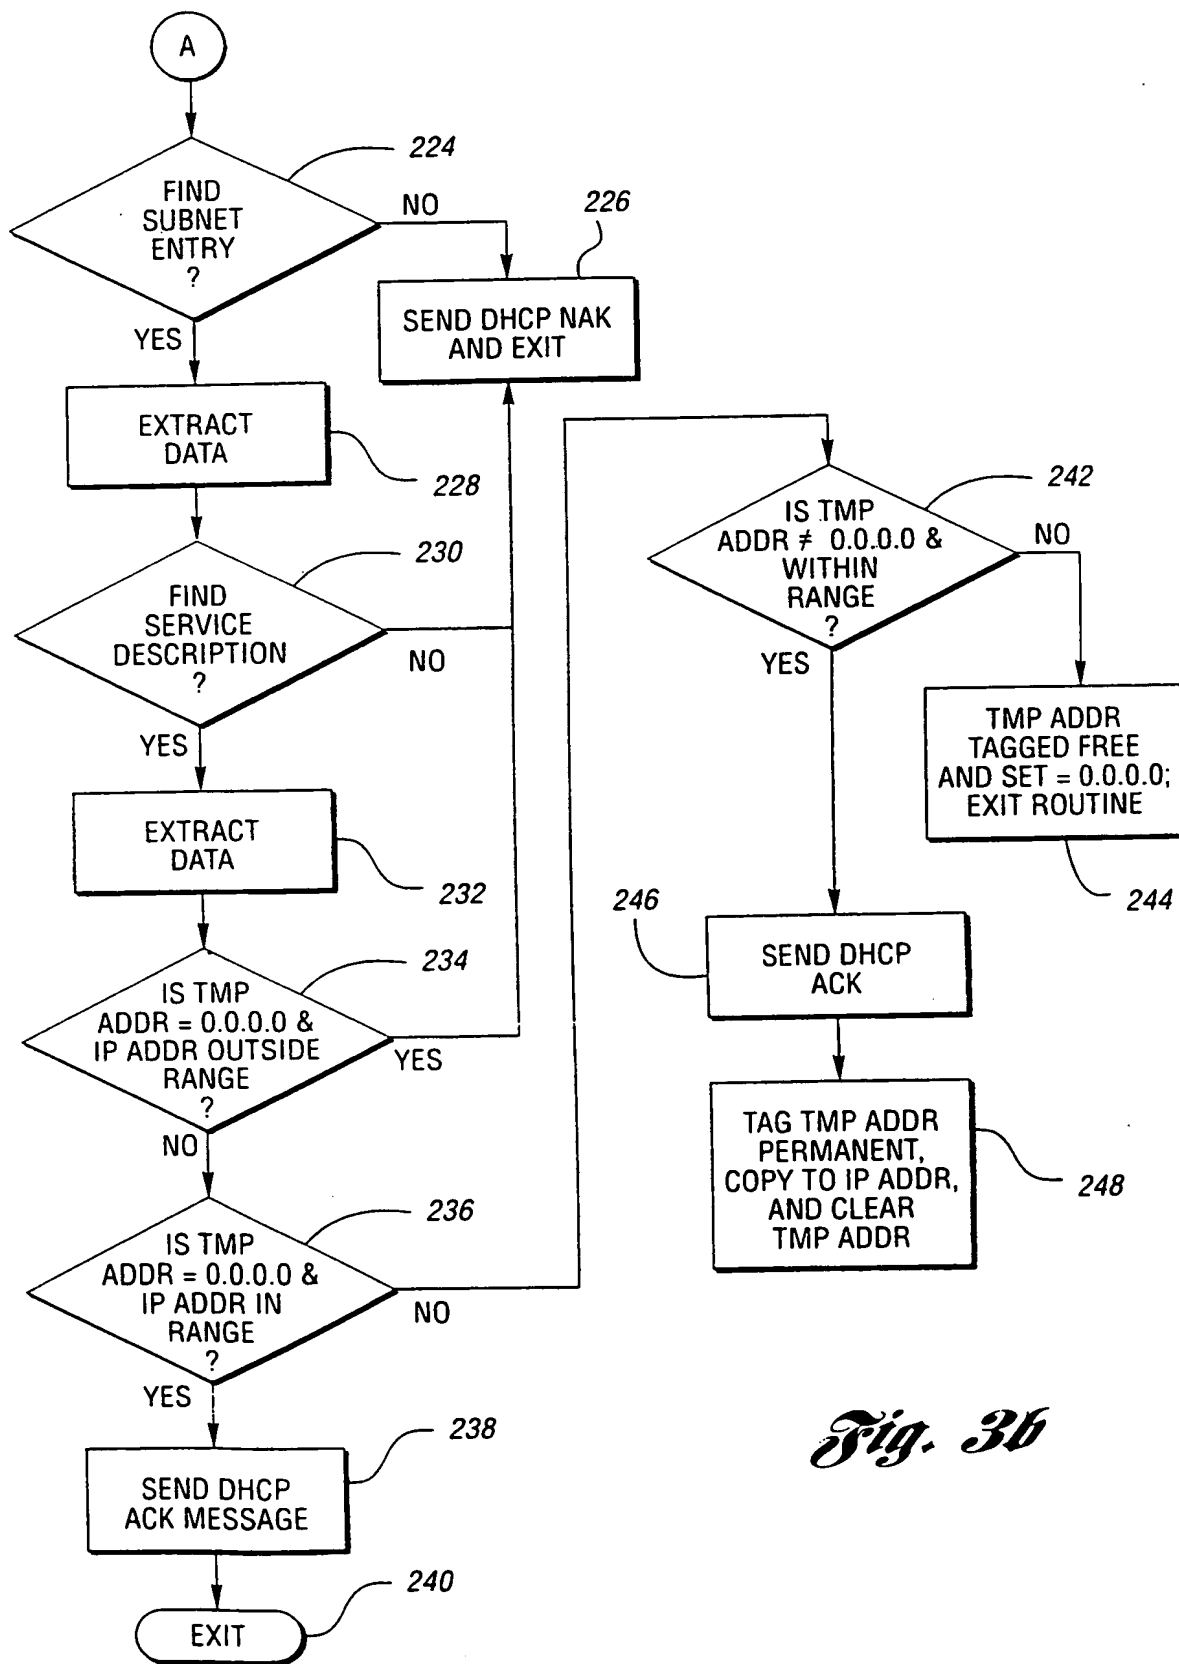 A
224
FIND
SUBNET
ENTRY
?
NO
YES
226
SEND DHCP NAK
AND EXIT
EXTRACT
DATA
228
230
FIND
SERVICE
DESCRIPTION
?
NO
YES
EXTRACT
DATA
232
234
IS TMP
ADDR = 0.0.0.0 &
IP ADDR OUTSIDE
RANGE
?
YES
NO
236
IS TMP
ADDR = 0.0.0.0 &
IP ADDR IN
RANGE
?
NO
YES
238
SEND DHCP
ACK MESSAGE
240
EXIT
242
IS TMP
ADDR ≠ 0.0.0.0 &
WITHIN
RANGE
?
NO
YES
TMP ADDR
TAGGED FREE
AND SET = 0.0.0.0;
EXIT ROUTINE
244
246
SEND DHCP
ACK
TAG TMP ADDR
PERMANENT,
COPY TO IP ADDR,
AND CLEAR
TMP ADDR
248
Fig. 3b